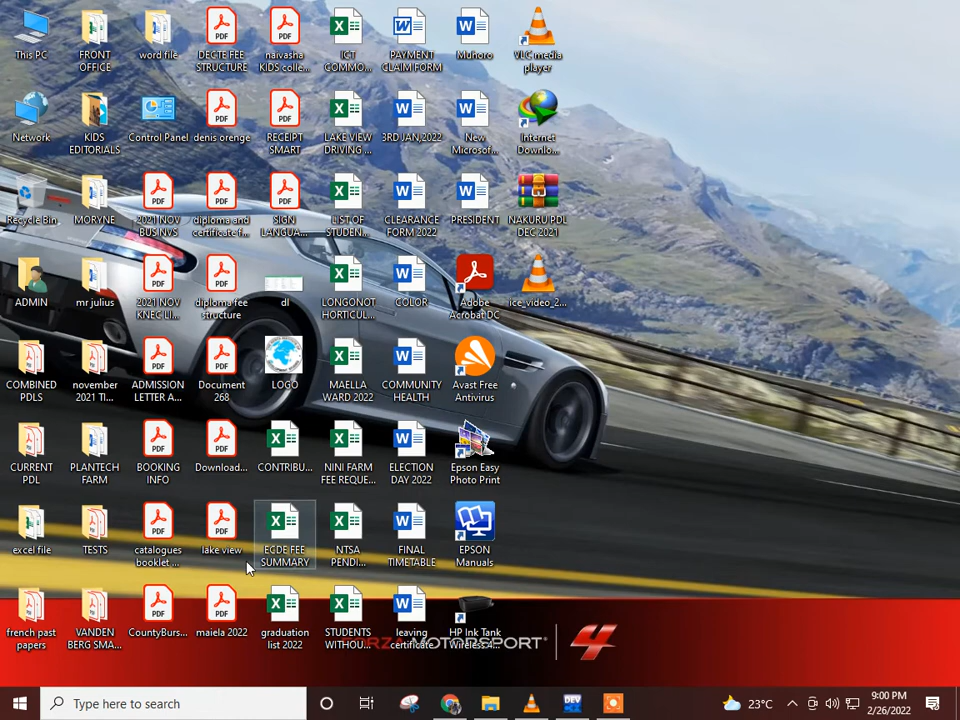 This PC
FRONT
OFFICE
word file
DECTE FEE
STRUCTURE
naivasha
KIDS colle...
ICT
COMMO...
PAYMENT
CLAIM FORM
Muhoro
VLC media
player
Network
KIDS
EDITORIALS
Control Panel
denis orenge
RECEIPT
SMART
LAKE VIEW
DRIVING ...
3RD JAN,2022
New
Microsof...
Internet
Downlo...
Recycle Bin
MORYNE
2021 NOV
BUS NVS
diploma and
certificate f...
SIGN
LANGUA...
LIST OF
STUDEN...
CLEARANCE
FORM 2022
PRESIDENT
NAKURU PDL
DEC 2021
ADMIN
mr julius
2021 NOV
KNEC LI...
diploma fee
structure
dl
LONGONOT
HORTICUL...
COLOR
Adobe
Acrobat DC
ice_video_2...
COMBINED
PDLS
november
2021 TI...
ADMISSION
LETTER A...
Document
268
LOGO
MAELLA
WARD 2022
COMMUNITY
HEALTH
Avast Free
Antivirus
CURRENT
PDL
PLANTECH
FARM
BOOKING
INFO
Download...
CONTRIBU...
NINI FARM
FEE REQUE...
ELECTION
DAY 2022
Epson Easy
Photo Print
excel file
TESTS
catalogues
booklet ...
lake view
EGDE FEE
SUMMARY
NTSA
PENDI...
FINAL
TIMETABLE
EPSON
Manuals
french past
papers
VANDEN
BERG SMA...
CountyBurs...
maiela 2022
graduation
list 2022
STUDENTS
WITHOU...
leaving
certificate
HP Ink Tank
Wireless 4...
MOTORSPORT 4
Type here to search
23°C
9:00 PM
2/26/2022